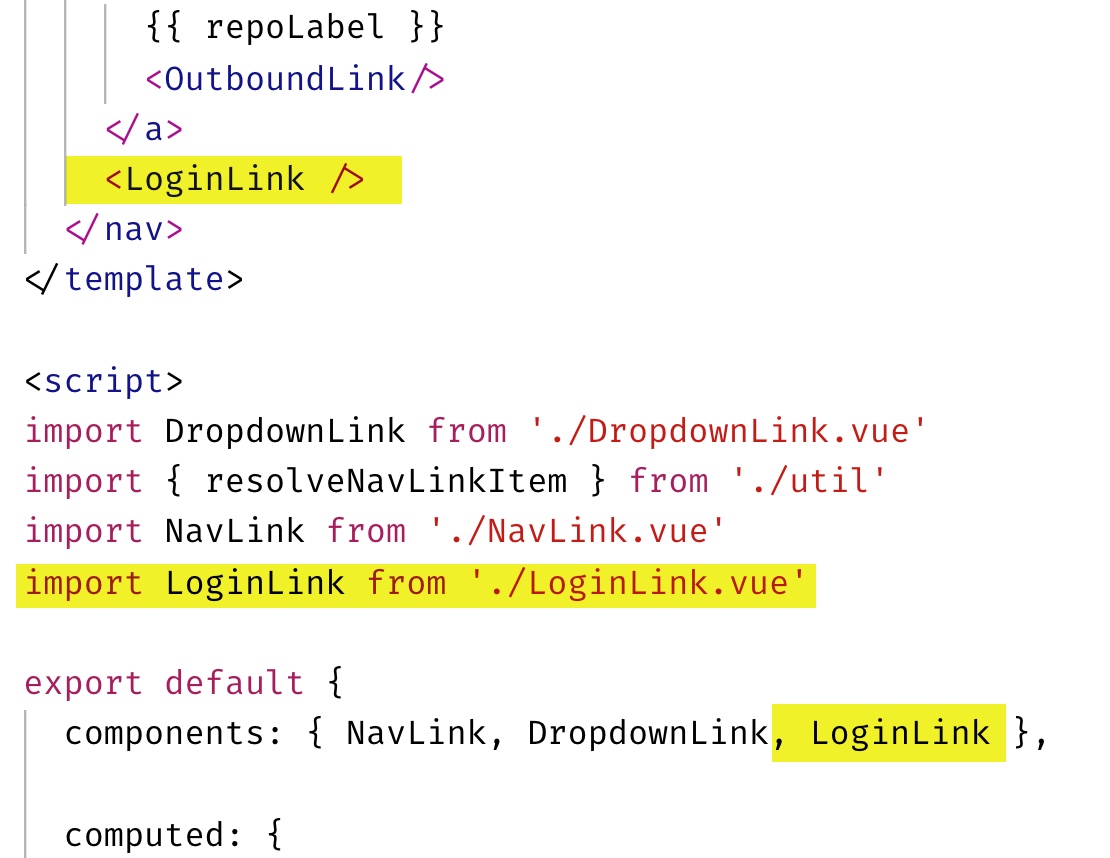 {{ repoLabel }}
<OutboundLink/>
</a>
<LoginLink />
</nav>
</template>
<script>
import DropdownLink from './DropdownLink.vue'
import { resolveNavLinkItem } from './util'
import NavLink from './NavLink.vue'
import LoginLink from './LoginLink.vue'
export default {
components: { NavLink, DropdownLink, LoginLink },
computed: {